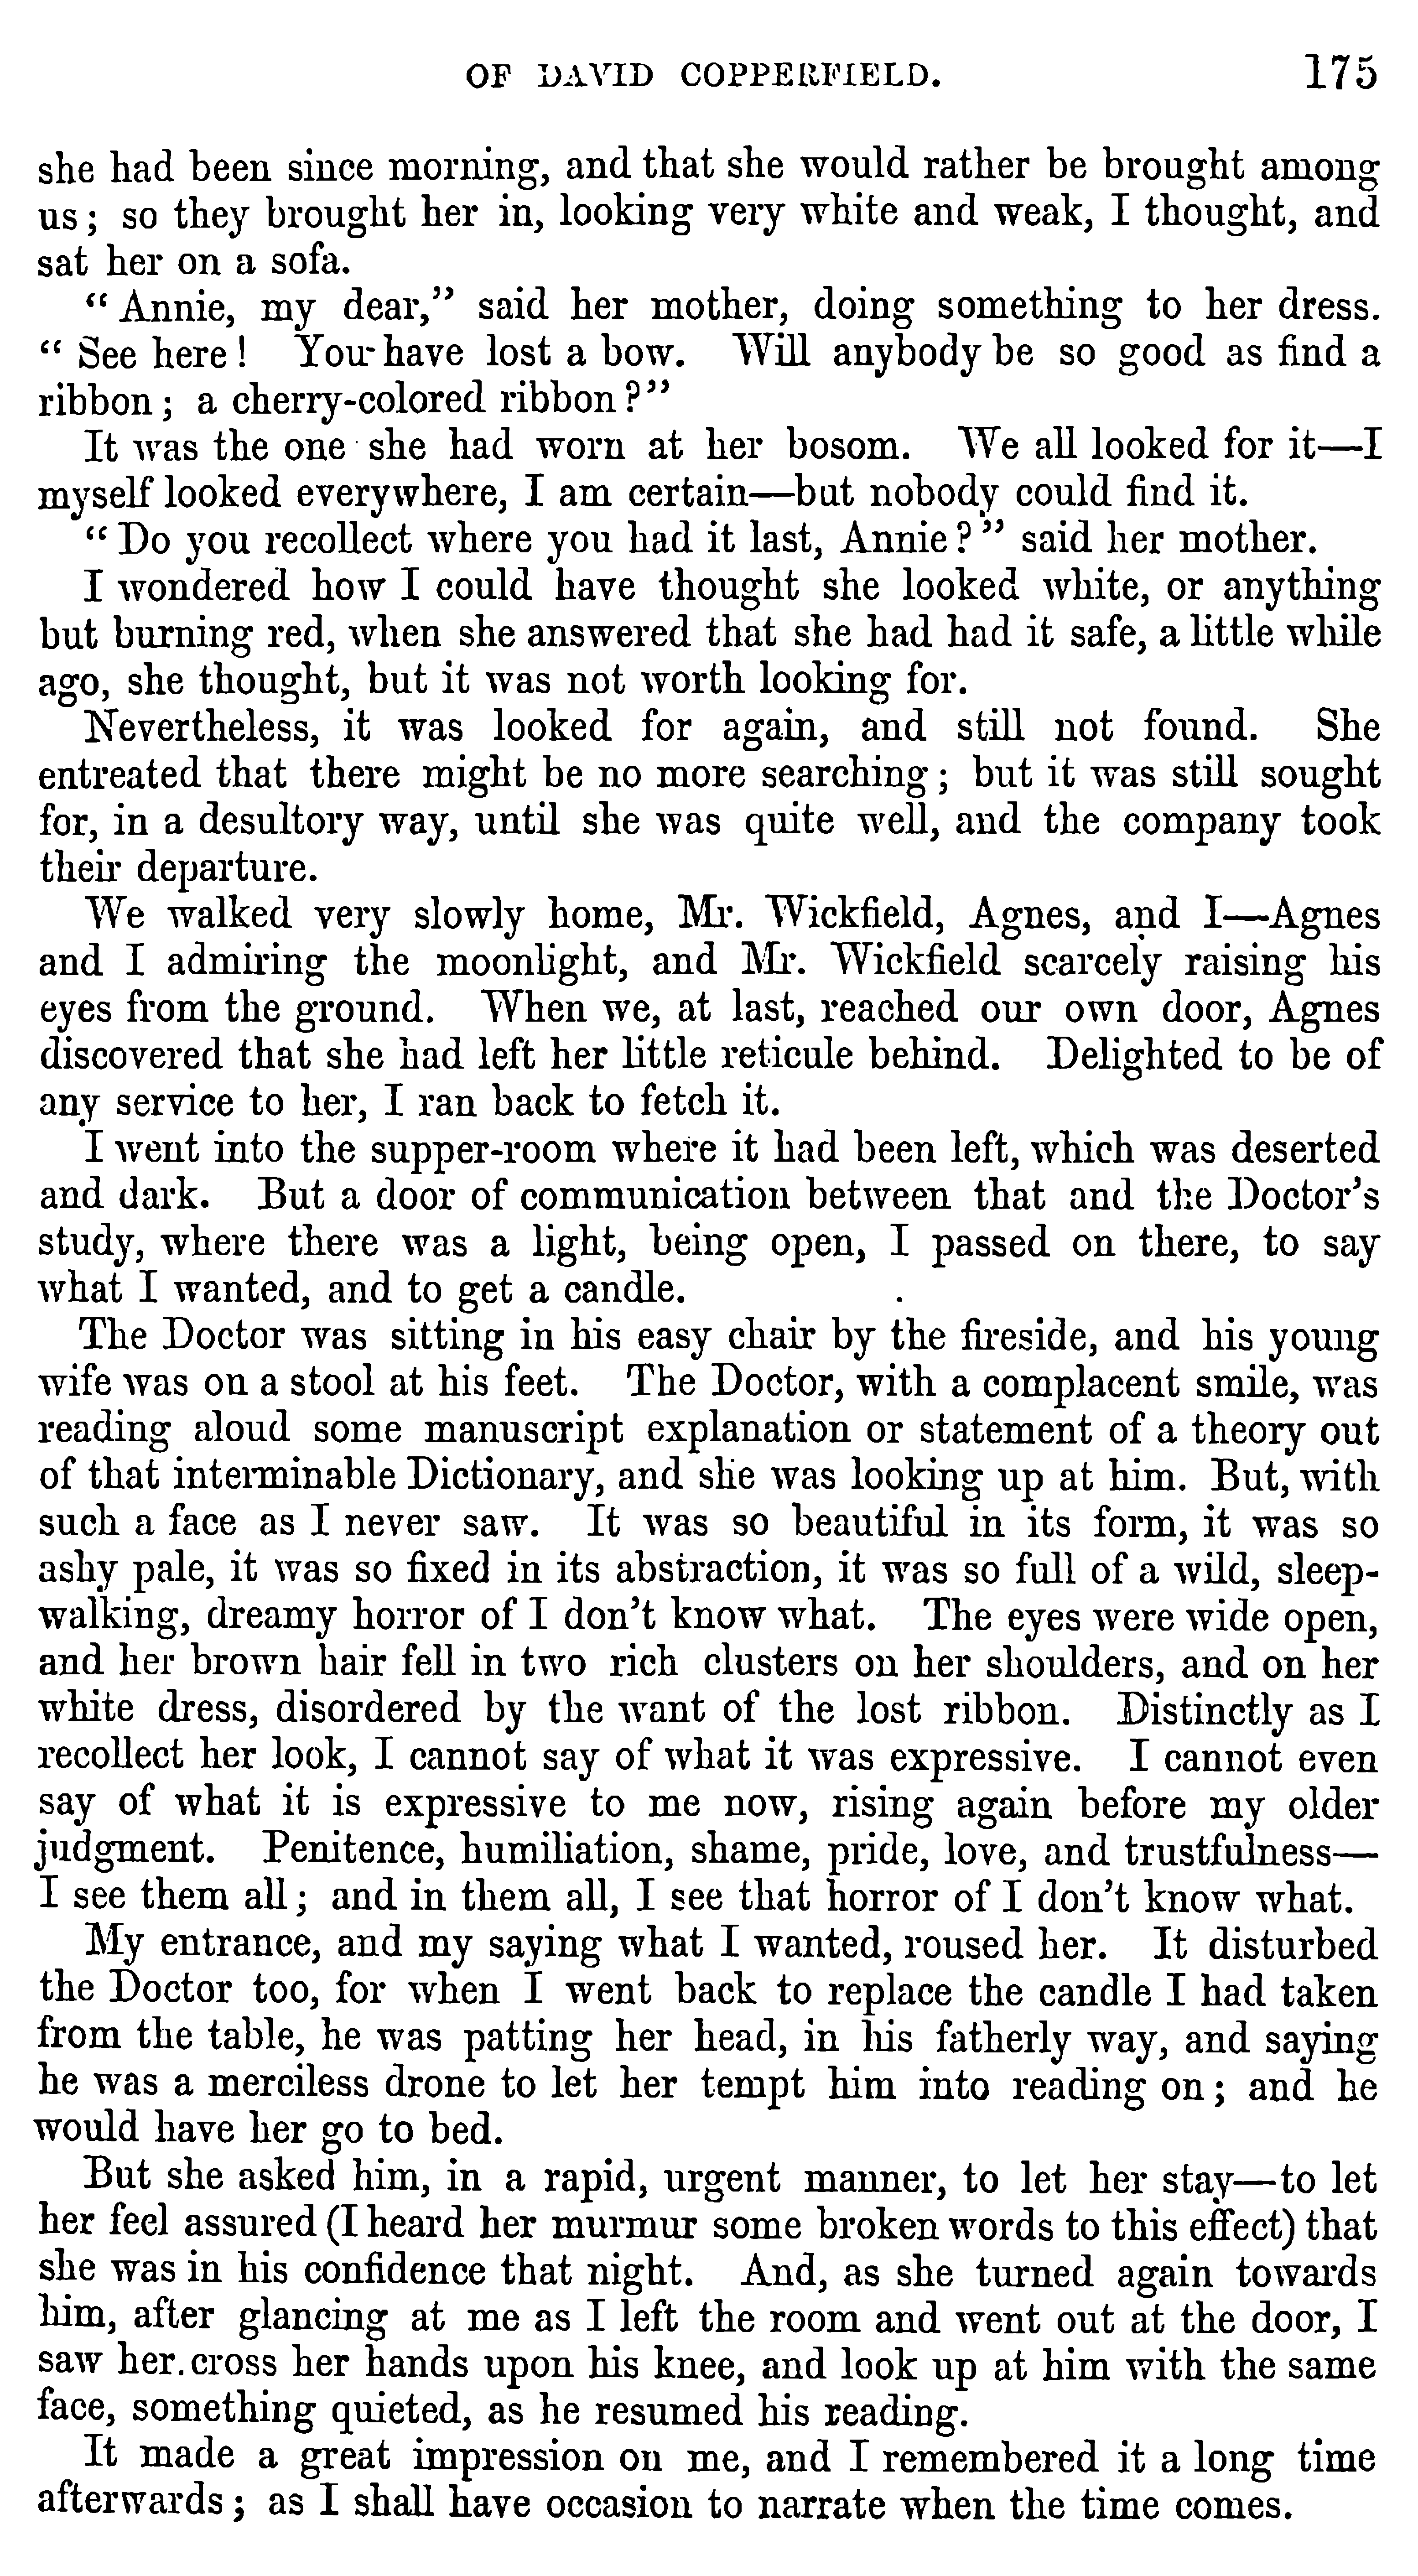 OF DAVID COPPERFIELD. 175
she had been since morning, and that she would rather be brought among
us; so they brought her in, looking very white and weak, I thought, and
sat her on a sofa.
"Annie, my dear," said her mother, doing something to her dress.
"See here! You have lost a bow. Will anybody be so good as find a
ribbon; a cherry-colored ribbon?"
It was the one she had worn at her bosom. We all looked for it—I
myself looked everywhere, I am certain—but nobody could find it.
"Do you recollect where you had it last, Annie?" said her mother.
I wondered how I could have thought she looked white, or anything
but burning red, when she answered that she had had it safe, a little while
ago, she thought, but it was not worth looking for.
Nevertheless, it was looked for again, and still not found. She
entreated that there might be no more searching; but it was still sought
for, in a desultory way, until she was quite well, and the company took
their departure.
We walked very slowly home, Mr. Wickfield, Agnes, and I—Agnes
and I admiring the moonlight, and Mr. Wickfield scarcely raising his
eyes from the ground. When we, at last, reached our own door, Agnes
discovered that she had left her little reticule behind. Delighted to be of
any service to her, I ran back to fetch it.
I went into the supper-room where it had been left, which was deserted
and dark. But a door of communication between that and the Doctor's
study, where there was a light, being open, I passed on there, to say
what I wanted, and to get a candle.
The Doctor was sitting in his easy chair by the fireside, and his young
wife was on a stool at his feet. The Doctor, with a complacent smile, was
reading aloud some manuscript explanation or statement of a theory out
of that interminable Dictionary, and she was looking up at him. But, with
such a face as I never saw. It was so beautiful in its form, it was so
ashy pale, it was so fixed in its abstraction, it was so full of a wild, sleep-
walking, dreamy horror of I don't know what. The eyes were wide open,
and her brown hair fell in two rich clusters on her shoulders, and on her
white dress, disordered by the want of the lost ribbon. Distinctly as I
recollect her look, I cannot say of what it was expressive. I cannot even
say of what it is expressive to me now, rising again before my older
judgment. Penitence, humiliation, shame, pride, love, and trustfulness—
I see them all; and in them all, I see that horror of I don't know what.
My entrance, and my saying what I wanted, roused her. It disturbed
the Doctor too, for when I went back to replace the candle I had taken
from the table, he was patting her head, in his fatherly way, and saying
he was a merciless drone to let her tempt him into reading on; and he
would have her go to bed.
But she asked him, in a rapid, urgent manner, to let her stay—to let
her feel assured (I heard her murmur some broken words to this effect) that
she was in his confidence that night. And, as she turned again towards
him, after glancing at me as I left the room and went out at the door, I
saw her cross her hands upon his knee, and look up at him with the same
face, something quieted, as he resumed his reading.
It made a great impression on me, and I remembered it a long time
afterwards; as I shall have occasion to narrate when the time comes.